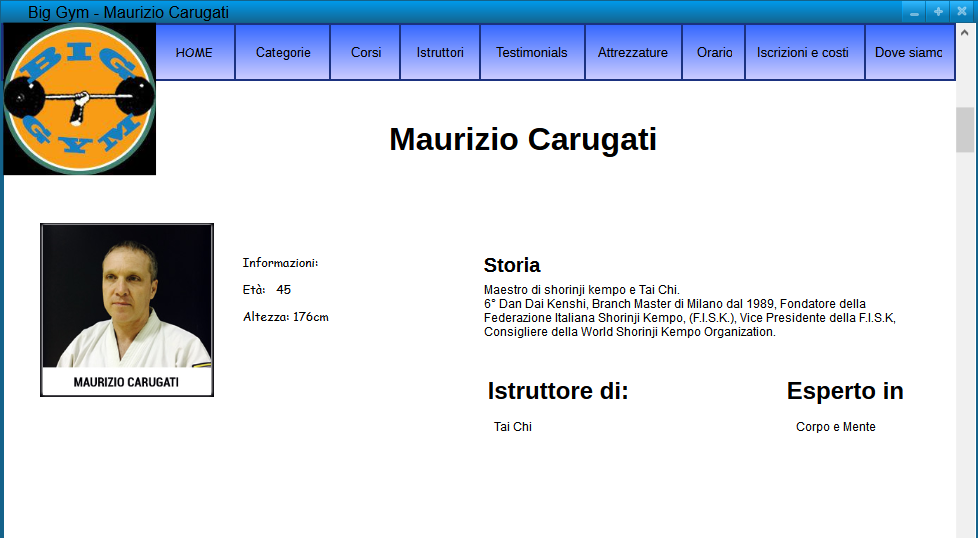 Big Gym - Maurizio Carugati
BIG
GYM
HOME
Categorie
Corsi
Istruttori
Testimonials
Attrezzature
Orario
Iscrizioni e costi
Dove siamo
Maurizio Carugati
MAURIZIO CARUGATI
Informazioni:
Età: 45
Altezza: 176cm
Storia
Maestro di shorinji kempo e Tai Chi.
6° Dan Dai Kenshi, Branch Master di Milano dal 1989, Fondatore della
Federazione Italiana Shorinji Kempo, (F.I.S.K.), Vice Presidente della F.I.S.K,
Consigliere della World Shorinji Kempo Organization.
Istruttore di:
Tai Chi
Esperto in
Corpo e Mente